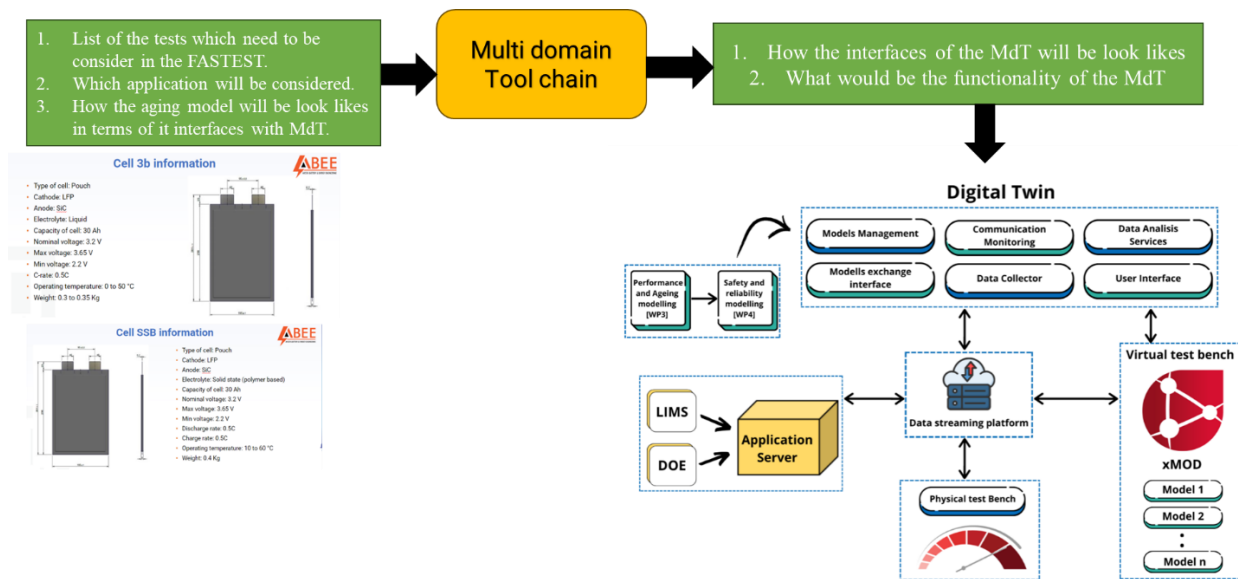 1. List of the tests which need to be
consider in the FASTEST.
2. Which application will be considered.
3. How the aging model will be look likes
in terms of it interfaces with MdT.
Multi domain
Tool chain
1. How the interfaces of the MdT will be look likes
2. What would be the functionality of the MdT
Cell 3b information
ABEE
• Type of cell: Pouch
• Cathode: LFP
• Anode: SiC
• Electrolyte: Liquid
• Capacity of cell: 30 Ah
• Nominal voltage: 3.2 V
• Max voltage: 3.65 V
• Min voltage: 2.2 V
• C-rate: 0.5C
• Operating temperature: 0 to 50 °C
• Weight: 0.3 to 0.35 Kg
Cell SSB information
ABEE
• Type of cell: Pouch
• Cathode: LFP
• Anode: SiC
• Electrolyte: Solid state (polymer based)
• Capacity of cell: 30 Ah
• Nominal voltage: 3.2 V
• Max voltage: 3.65 V
• Min voltage: 2.2 V
• Discharge rate: 0.5C
• Charge rate: 0.5C
• Operating temperature: 10 to 60 °C
• Weight: 0.4 Kg
Digital Twin
Models Management
Communication
Monitoring
Data Analisis
Services
Modells exchange
interface
Data Collector
User Interface
Performance
and Ageing
modelling
[WP3]
Safety and
reliability
modelling
[WP4]
LIMS
DOE
Application
Server
Data streaming platform
Physical test Bench
Virtual test bench
xMOD
Model 1
Model 2
Model n